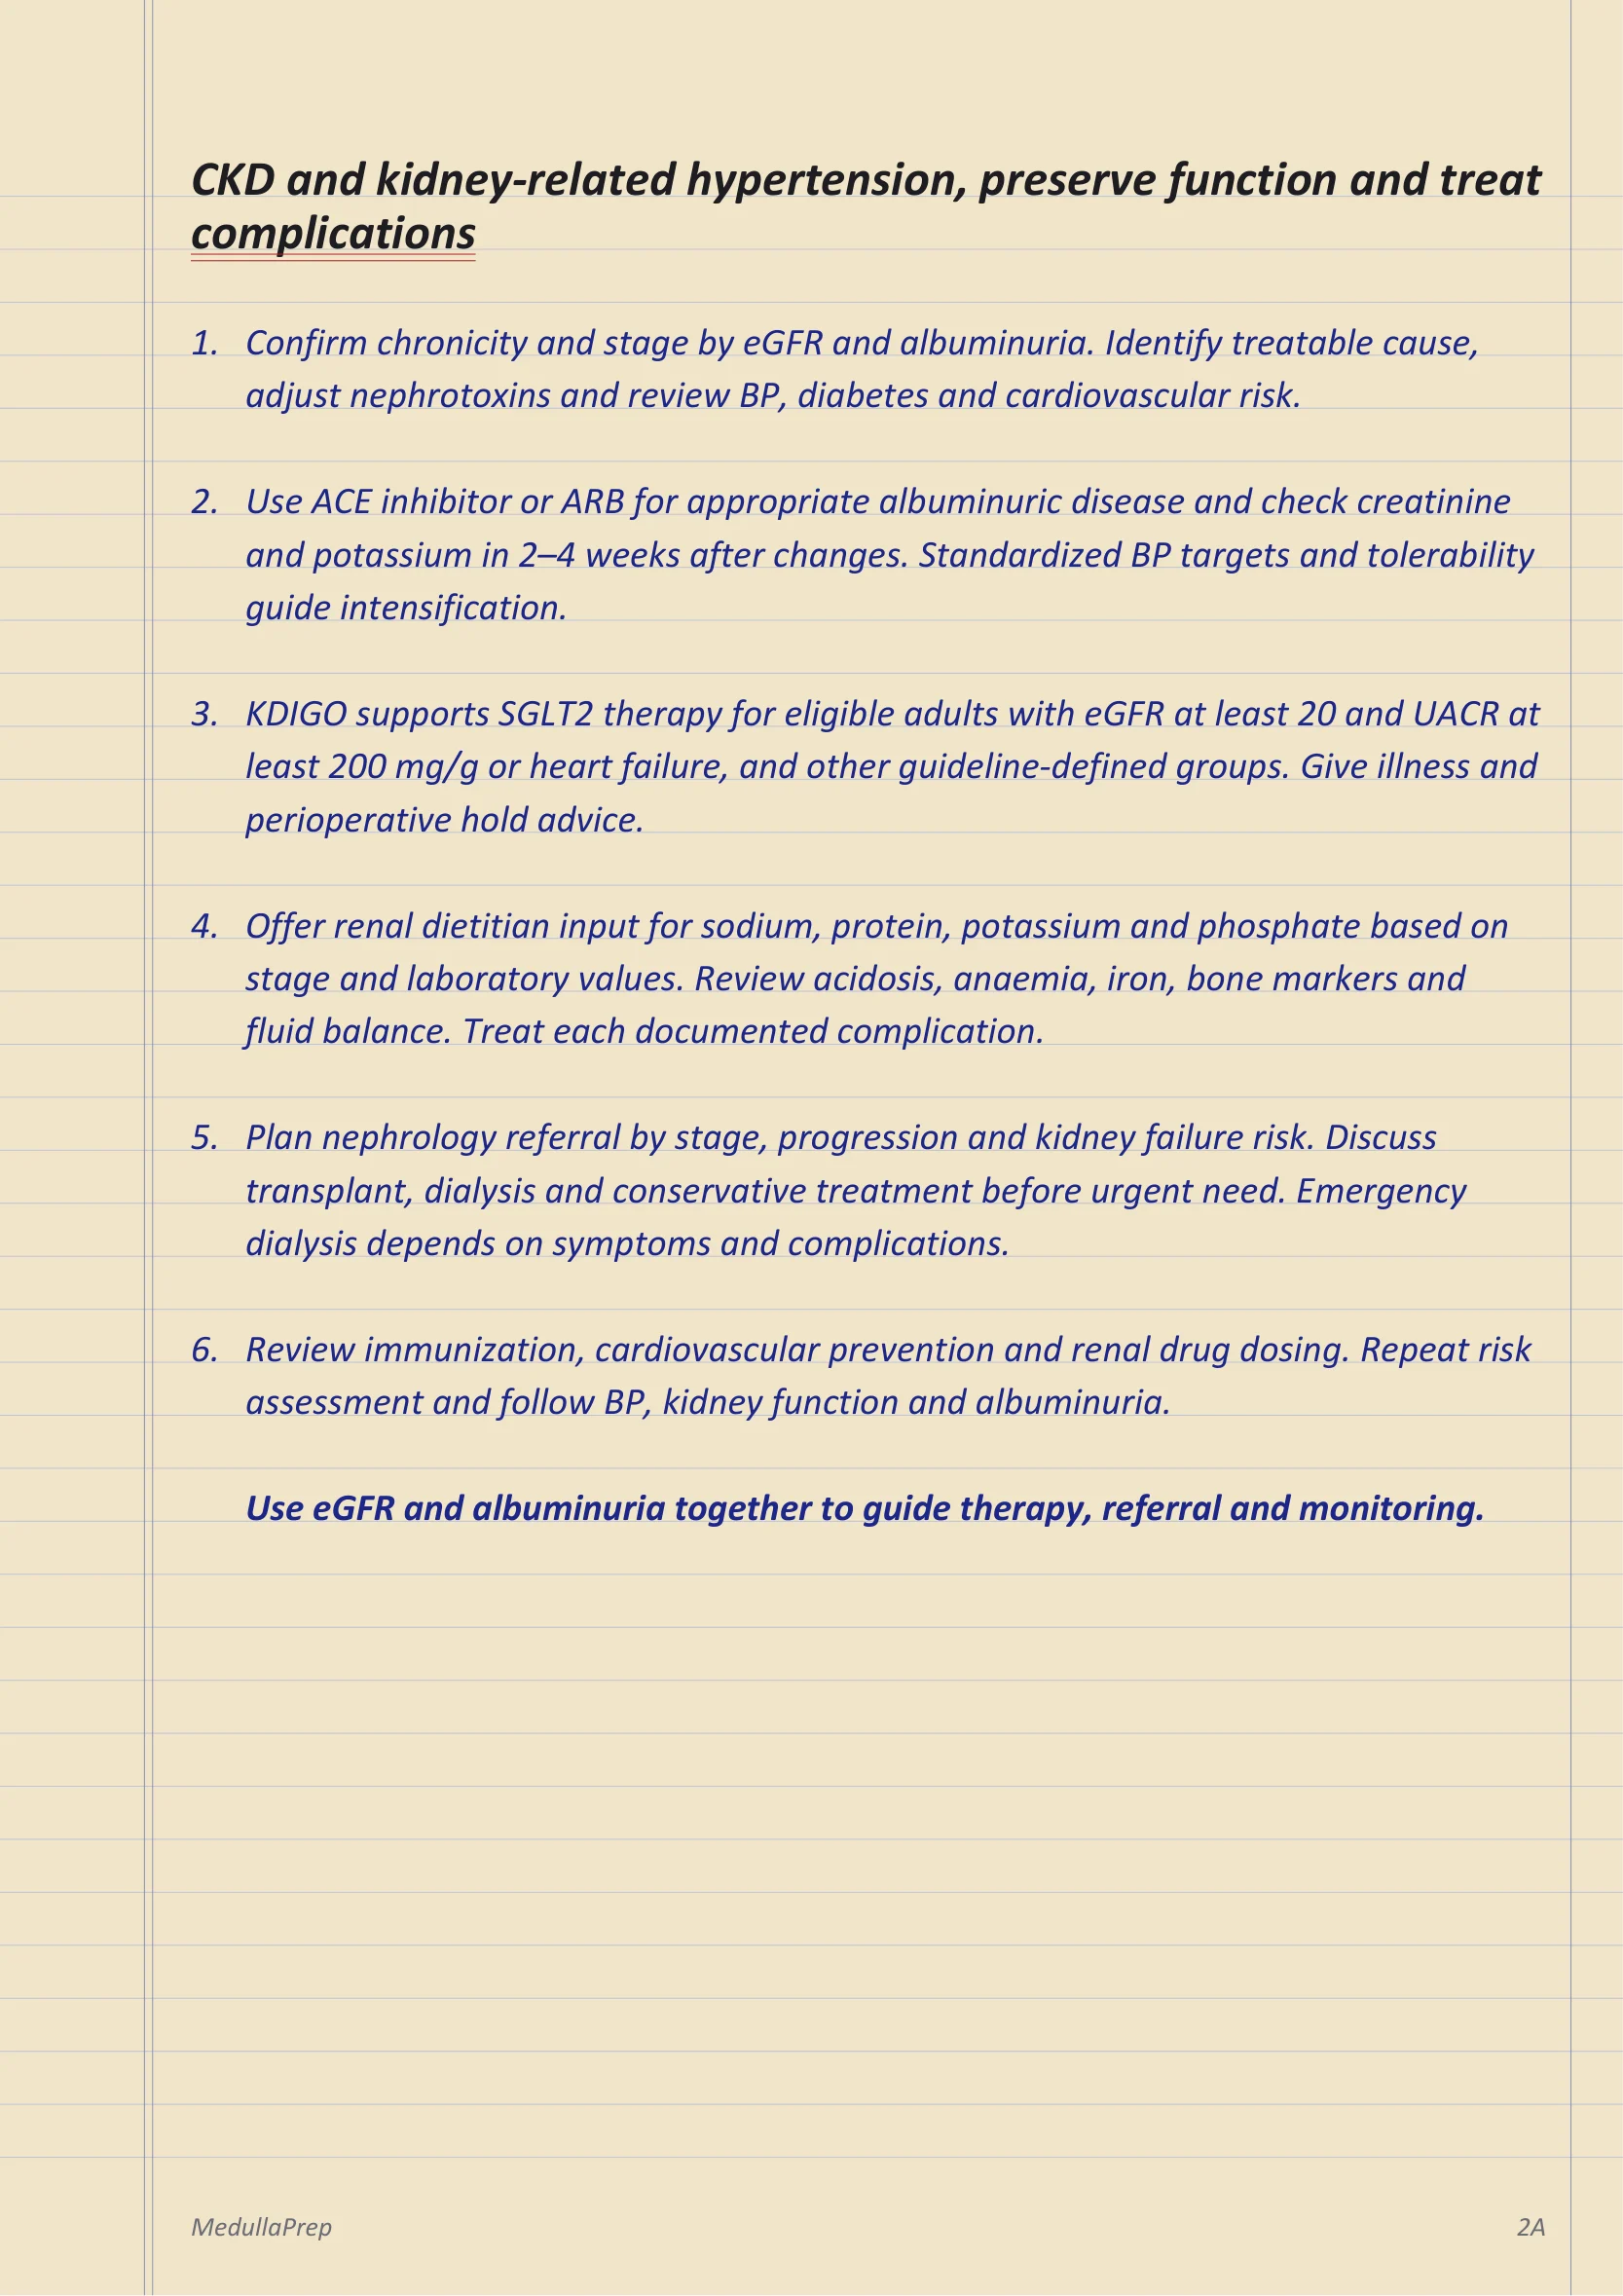 CKD and kidney-related hypertension, preserve function and treat
complications
1. Confirm chronicity and stage by eGFR and albuminuria. Identify treatable cause,
adjust nephrotoxins and review BP, diabetes and cardiovascular risk.
2. Use ACE inhibitor or ARB for appropriate albuminuric disease and check creatinine
and potassium in 2–4 weeks after changes. Standardized BP targets and tolerability
guide intensification.
3. KDIGO supports SGLT2 therapy for eligible adults with eGFR at least 20 and UACR at
least 200 mg/g or heart failure, and other guideline-defined groups. Give illness and
perioperative hold advice.
4. Offer renal dietitian input for sodium, protein, potassium and phosphate based on
stage and laboratory values. Review acidosis, anaemia, iron, bone markers and
fluid balance. Treat each documented complication.
5. Plan nephrology referral by stage, progression and kidney failure risk. Discuss
transplant, dialysis and conservative treatment before urgent need. Emergency
dialysis depends on symptoms and complications.
6. Review immunization, cardiovascular prevention and renal drug dosing. Repeat risk
assessment and follow BP, kidney function and albuminuria.
Use eGFR and albuminuria together to guide therapy, referral and monitoring.
MedullaPrep
2A